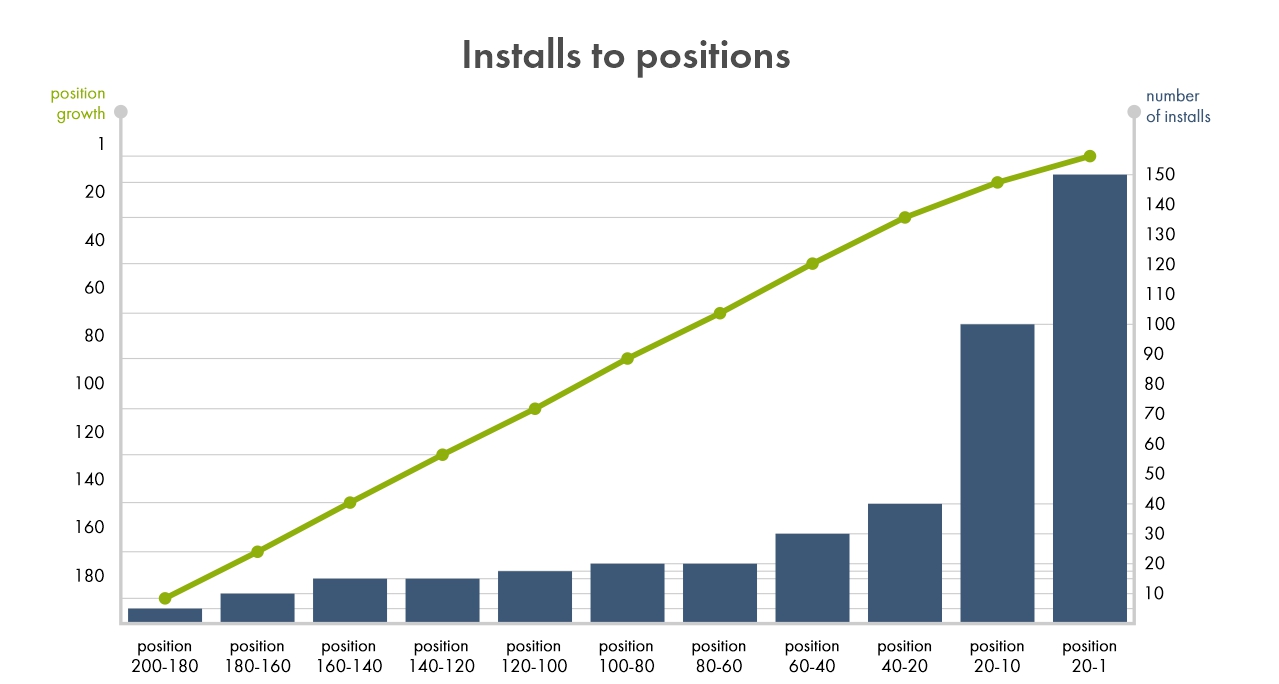 Installs to positions
position
growth
number
of installs
1
20
40
60
80
100
120
140
160
180
150
140
130
120
110
100
90
80
70
60
50
40
30
20
10
position
200-180
position
180-160
position
160-140
position
140-120
position
120-100
position
100-80
position
80-60
position
60-40
position
40-20
position
20-10
position
20-1